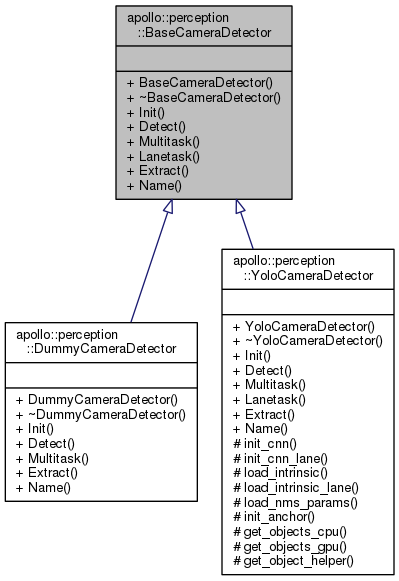 apollo::perception
::BaseCameraDetector
+ BaseCameraDetector()
+ ~BaseCameraDetector()
+ Init()
+ Detect()
+ Multitask()
+ Lanetask()
+ Extract()
+ Name()
apollo::perception
::DummyCameraDetector
+ DummyCameraDetector()
+ ~DummyCameraDetector()
+ Init()
+ Detect()
+ Multitask()
+ Extract()
+ Name()
apollo::perception
::YoloCameraDetector
+ YoloCameraDetector()
+ ~YoloCameraDetector()
+ Init()
+ Detect()
+ Multitask()
+ Lanetask()
+ Extract()
+ Name()
# init_cnn()
# init_cnn_lane()
# load_intrinsic()
# load_intrinsic_lane()
# load_nms_params()
# init_anchor()
# get_objects_cpu()
# get_objects_gpu()
# get_object_helper()